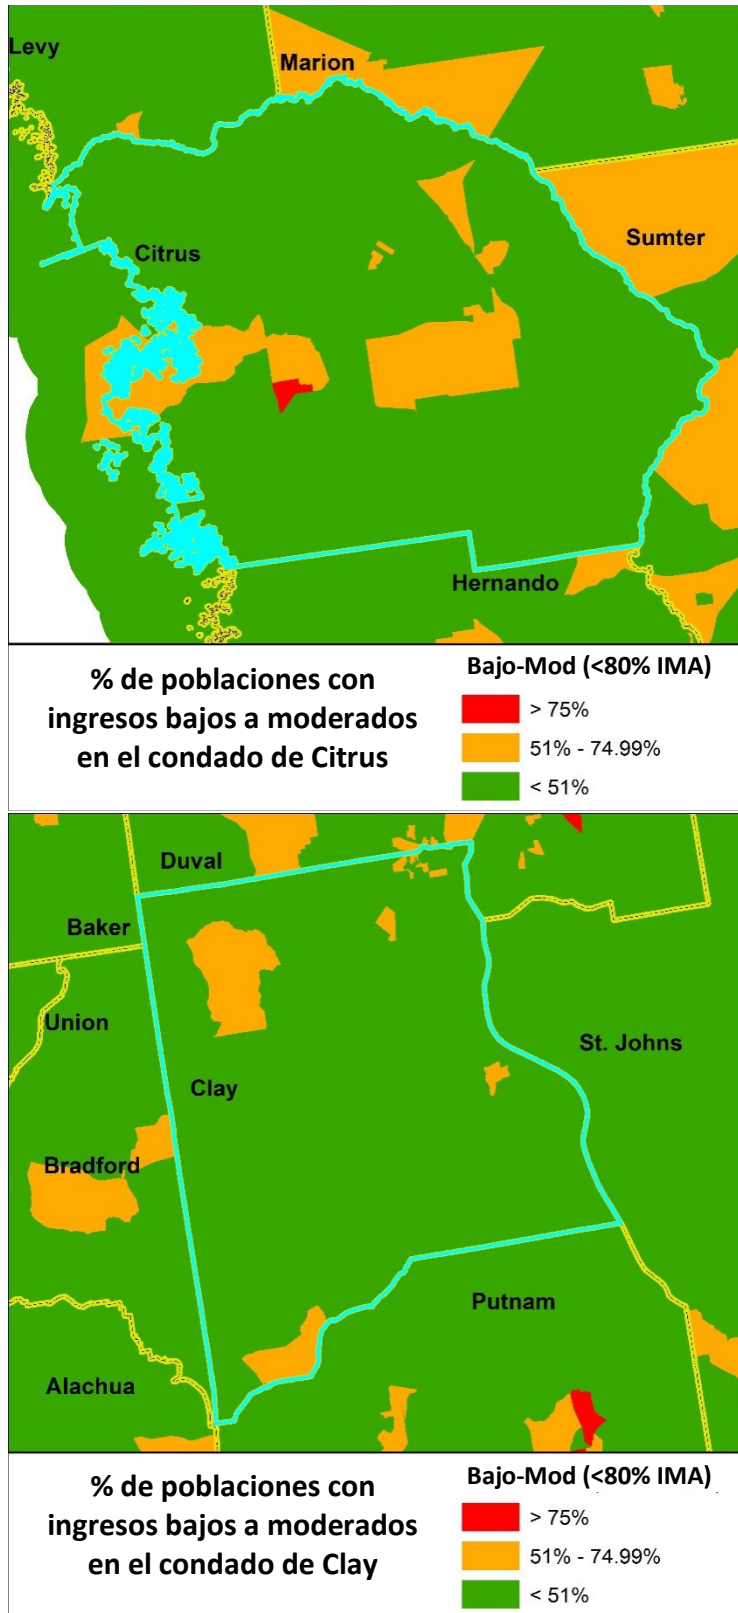 Levy
Marion
Sumter
Citrus
Hernando
% de poblaciones con
ingresos bajos a moderados
en el condado de Citrus
Bajo-Mod (<80% IMA)
> 75%
51% - 74.99%
< 51%
Duval
Baker
Union
St. Johns
Clay
Bradford
Putnam
Alachua
% de poblaciones con
ingresos bajos a moderados
en el condado de Clay
Bajo-Mod (<80% IMA)
> 75%
51% - 74.99%
< 51%